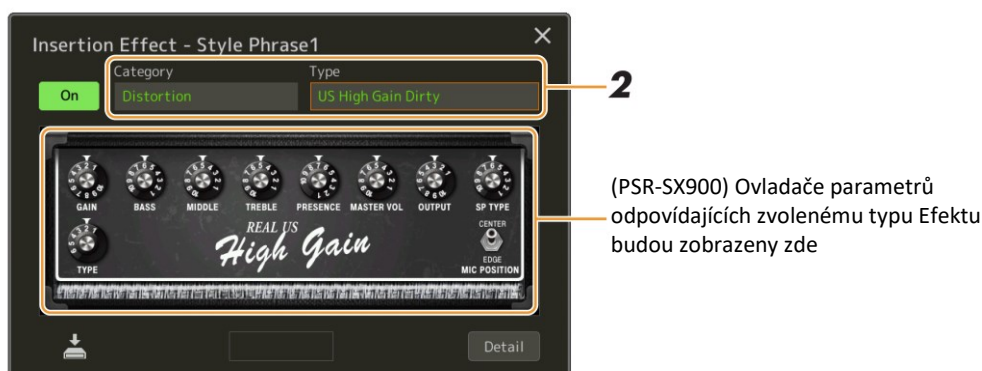 Insertion Effect - Style Phrase1
Category Type
On Distortion US High Gain Dirty
2
GAIN BASS MIDDLE TREBLE PRESENCE MASTER VOL OUTPUT SP TYPE
TYPE
REAL US
High Gain
CENTER
EDGE
MIC POSITION
(PSR-SX900) Ovladače parametrů
odpovídajících zvolenému typu Efektu
budou zobrazeny zde
Detail